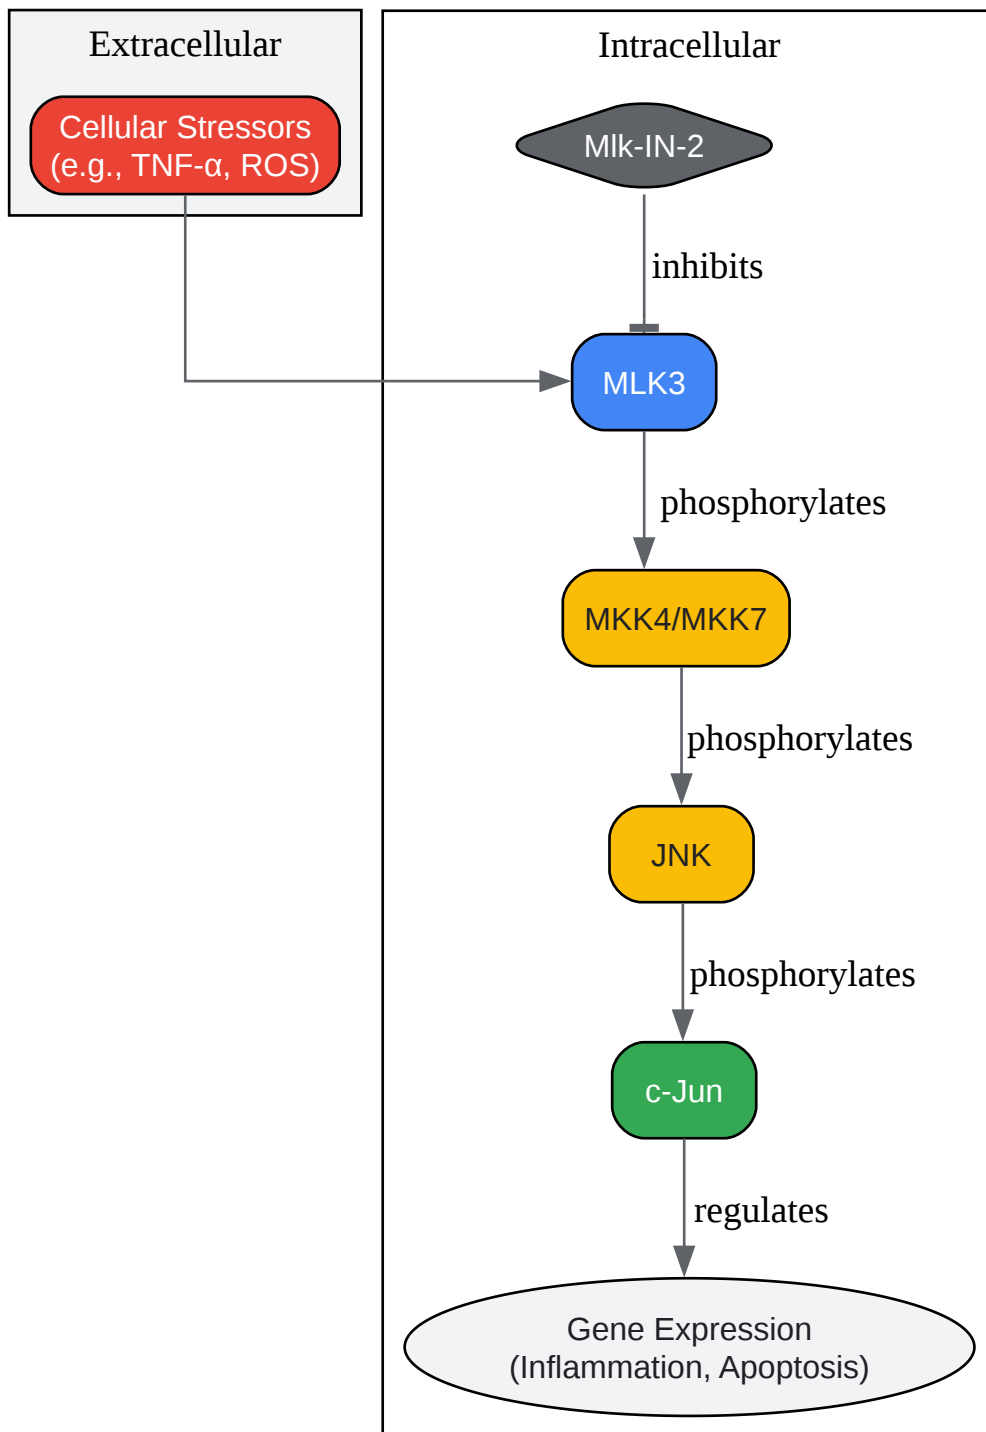 Extracellular
Cellular Stressors
(e.g., TNF-α, ROS)
Intracellular
Mlk-IN-2
inhibits
MLK3
phosphorylates
MKK4/MKK7
phosphorylates
JNK
phosphorylates
c-Jun
regulates
Gene Expression
(Inflammation, Apoptosis)